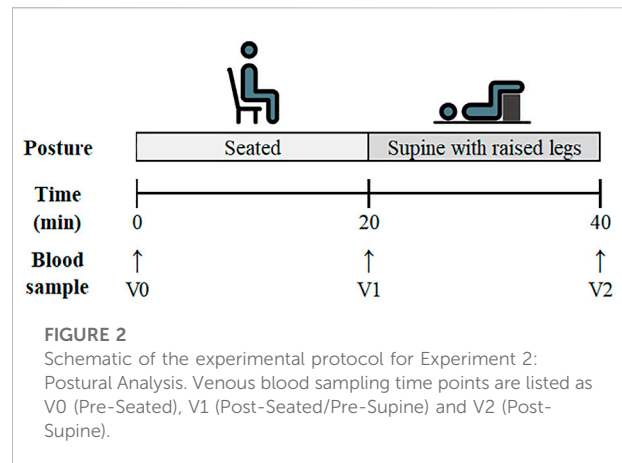 Posture Seated Supine with raised legs
Time
(min) 0 20 40
Blood
sample
↑ ↑ ↑
V0 V1 V2
FIGURE 2
Schematic of the experimental protocol for Experiment 2:
Postural Analysis. Venous blood sampling time points are listed as
V0 (Pre-Seated), V1 (Post-Seated/Pre-Supine) and V2 (Post-
Supine).